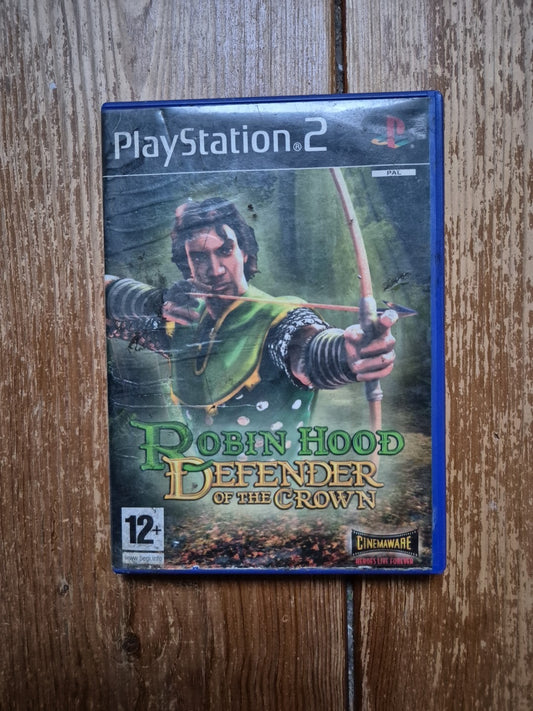 PlayStation®2
PAL
ROBIN HOOD
DEFENDER
OF THE CROWN
12+
www.pegi.info
CINEMAWARE
HEROES LIVE FOREVER